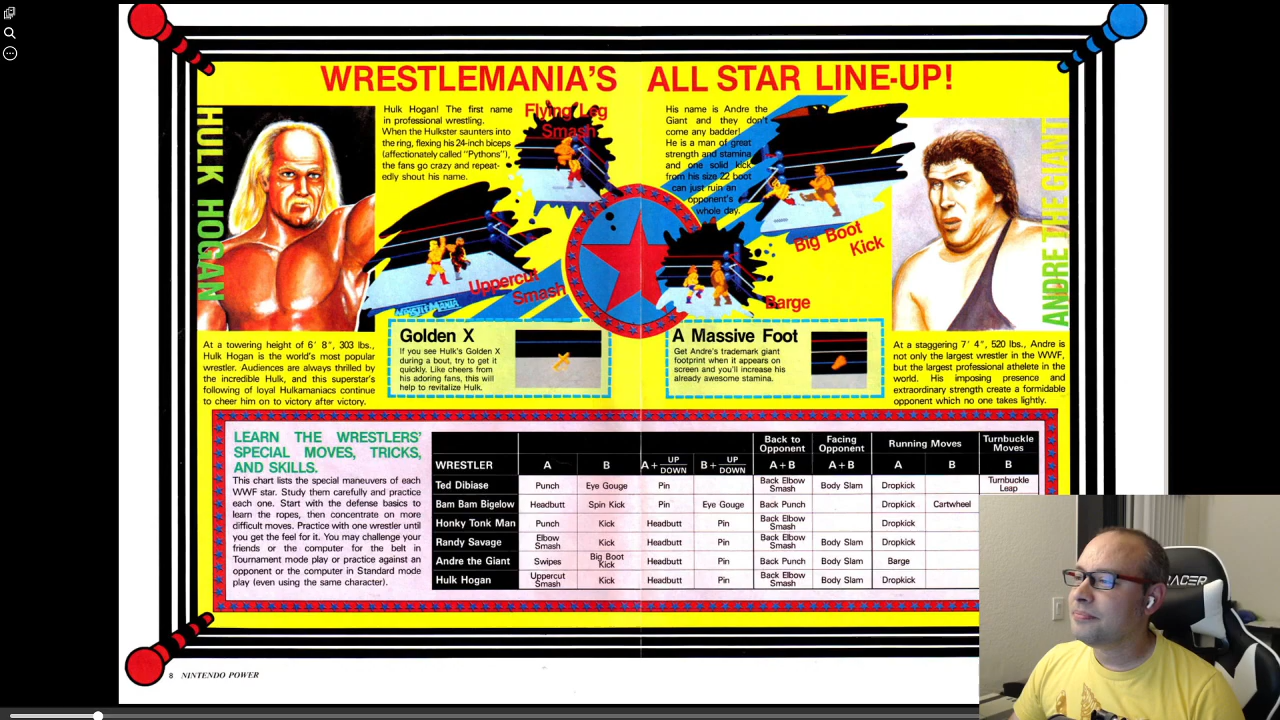 WRESTLEMANIA'S ALL STAR LINE-UP!
HULK HOGAN
Hulk Hogan! The first name
in professional wrestling.
When the Hulkster saunters into
the ring, flexing his 24-inch biceps
(affectionately called "Pythons"),
the fans go crazy and repeat-
edly shout his name.
Flying Leg
Smash
Uppercut
Smash
WRESTLEMANIA
His name is Andre the
Giant and they don't
come any badder!
He is a man of great
strength and stamina
and one solid kick
from his size 22 boot
can just ruin an
opponent's
whole day.
Big Boot
Kick
Barge
ANDRE THE GIANT
At a towering height of 6' 8", 303 lbs.,
Hulk Hogan is the world's most popular
wrestler. Audiences are always thrilled by
the incredible Hulk, and this superstar's
following of loyal Hukamaniacs continue
to cheer him on to victory after victory.
Golden X
If you see Hulk's Golden X
during a bout, try to get it
quickly. Like cheers from
his adoring fans, this will
help to revitalize Hulk.
A Massive Foot
Get Andre's trademark giant
footprint when it appears on
screen and you'll increase his
already awesome stamina.
At a staggering 7' 4", 520 lbs., Andre is
not only the largest wrestler in the WWF,
but the largest professional athelete in the
world. His imposing presence and
extraordinary strength create a formidable
opponent which no one takes lightly.
LEARN THE WRESTLERS'
SPECIAL MOVES, TRICKS,
AND SKILLS.
This chart lists the special maneuvers of each
WWF star. Study them carefully and practice
each one. Start with the defense basics to
learn the ropes, then concentrate on more
difficult moves. Practice with one wrestler until
you get the feel for it. You may challenge your
friends or the computer for the belt in
Tournament mode play or practice against an
opponent or the computer in Standard mode
play (even using the same character).
Back to Opponent Facing Opponent Running Moves Turnbuckle Moves
WRESTLER A B A + UP DOWN B + UP DOWN A + B A + B A B B
Ted Dibiase Punch Eye Gouge Pin Back Elbow Smash Body Slam Dropkick Turnbuckle Leap
Bam Bam Bigelow Headbutt Spin Kick Pin Eye Gouge Back Punch Dropkick Cartwheel
Honky Tonk Man Punch Kick Headbutt Pin Back Elbow Smash Dropkick
Randy Savage Elbow Smash Kick Headbutt Pin Back Elbow Smash Body Slam Dropkick
Andre the Giant Swipes Big Boot Kick Headbutt Pin Back Punch Body Slam Barge
Hulk Hogan Uppercut Smash Kick Headbutt Pin Back Elbow Smash Body Slam Dropkick
8 NINTENDO POWER
ACER